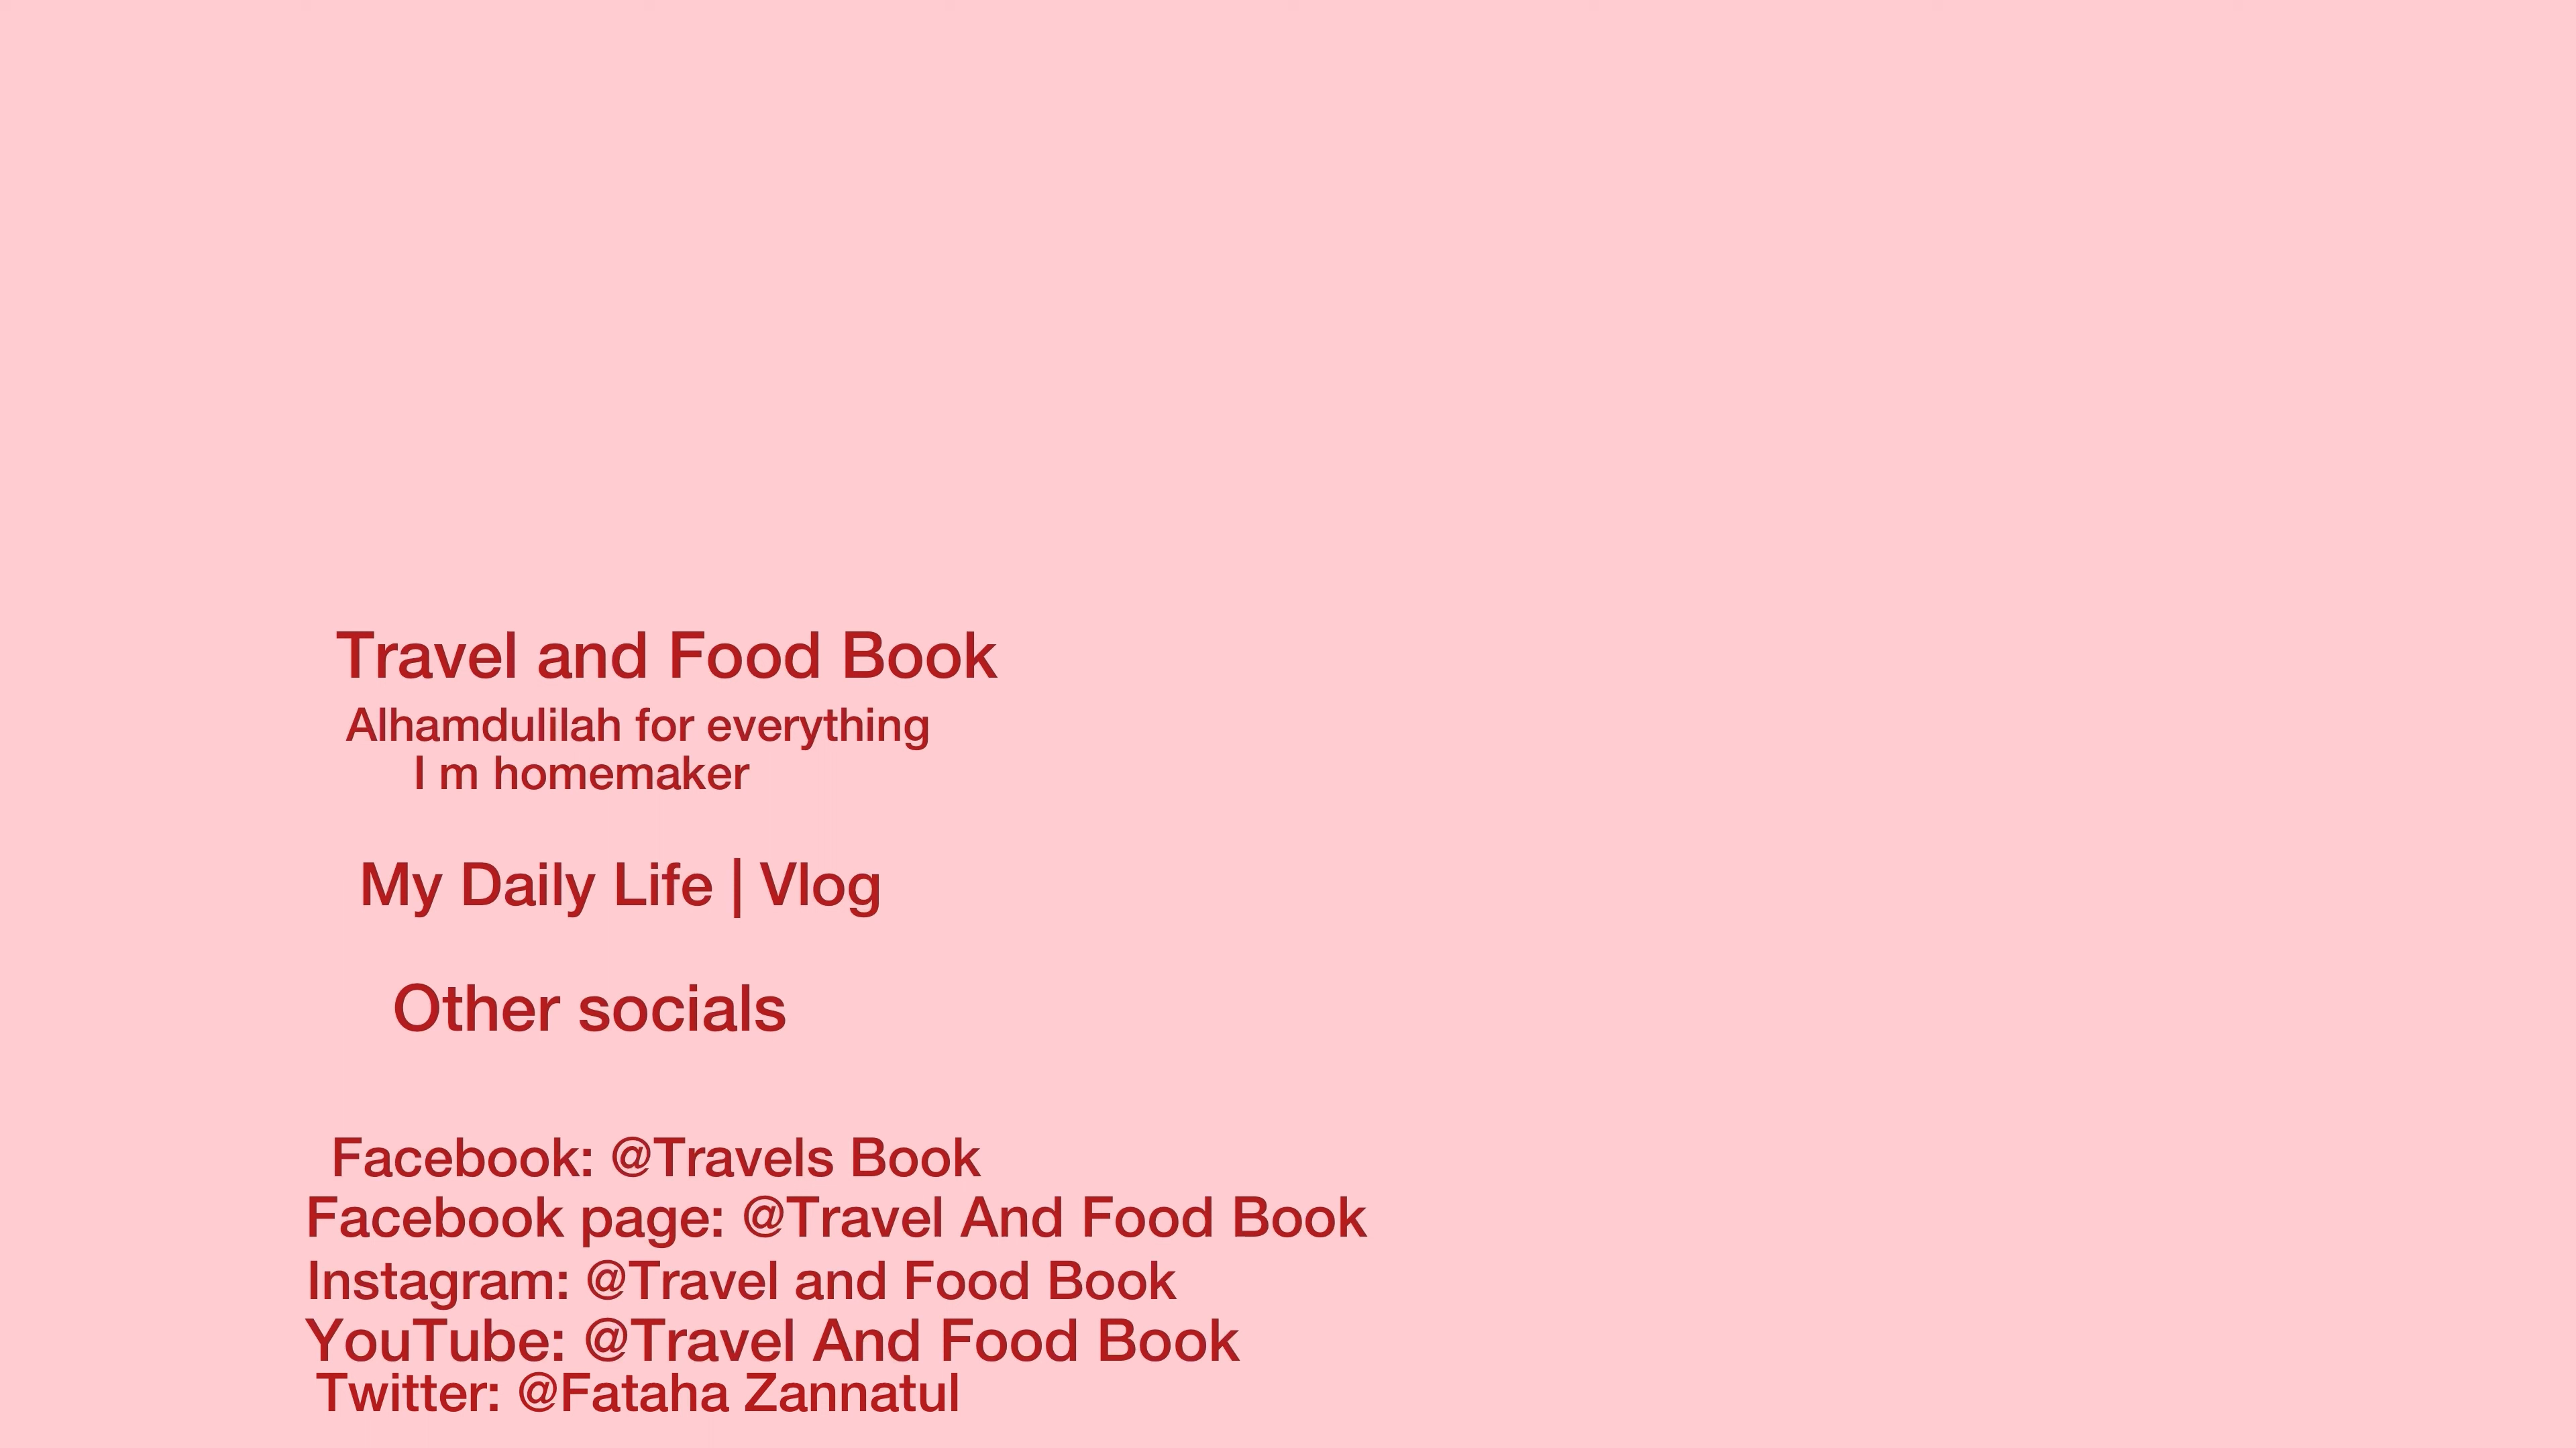 Travel and Food Book
Alhamdulilah for everything
I m homemaker
My Daily Life | Vlog
Other socials
Facebook: @Travels Book
Facebook page: @Travel And Food Book
Instagram: @Travel and Food Book
YouTube: @Travel And Food Book
Twitter: @Fataha Zannatul